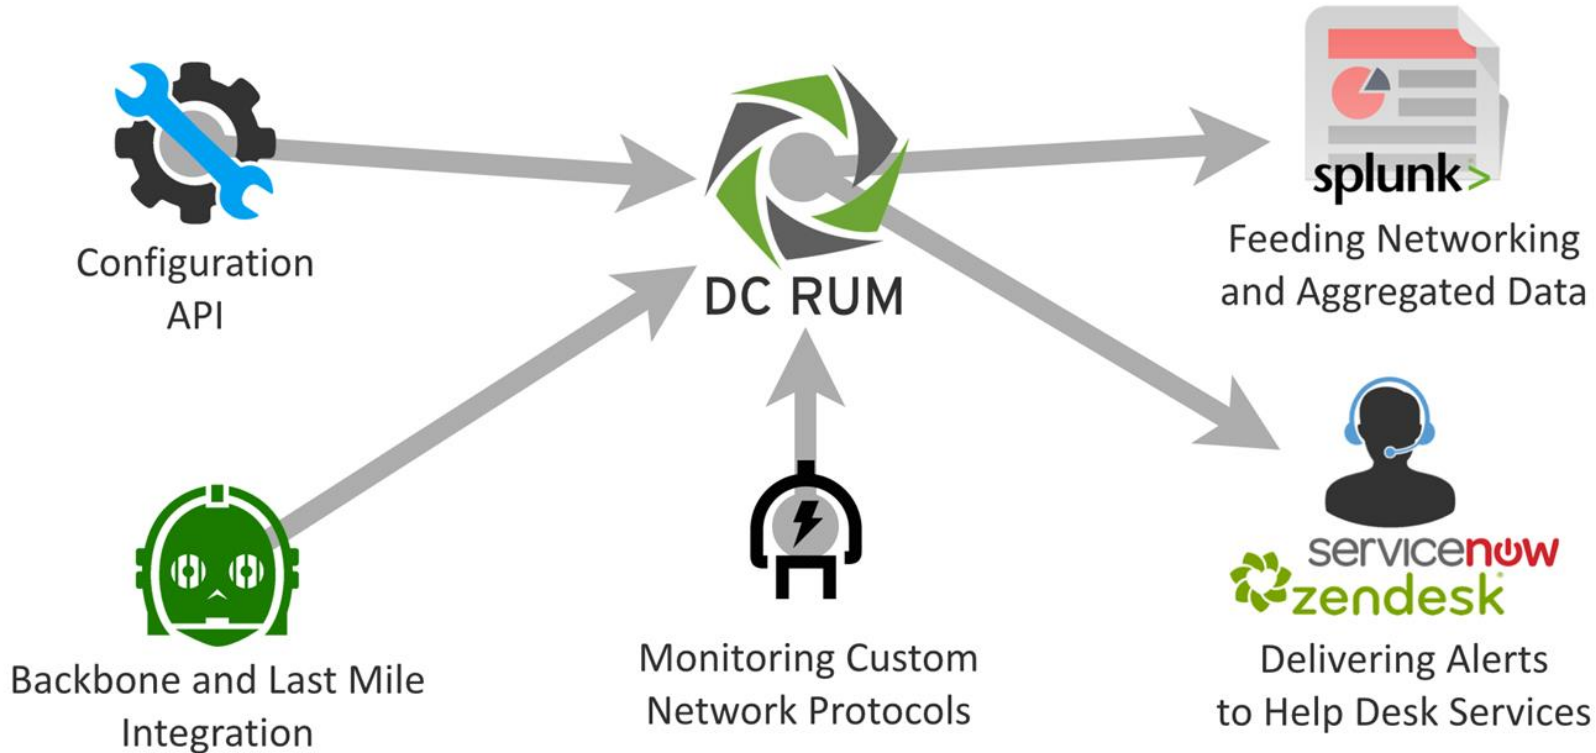 Configuration
API
DC RUM
splunk>
Feeding Networking
and Aggregated Data
Backbone and Last Mile
Integration
Monitoring Custom
Network Protocols
servicenow
zendesk
Delivering Alerts
to Help Desk Services